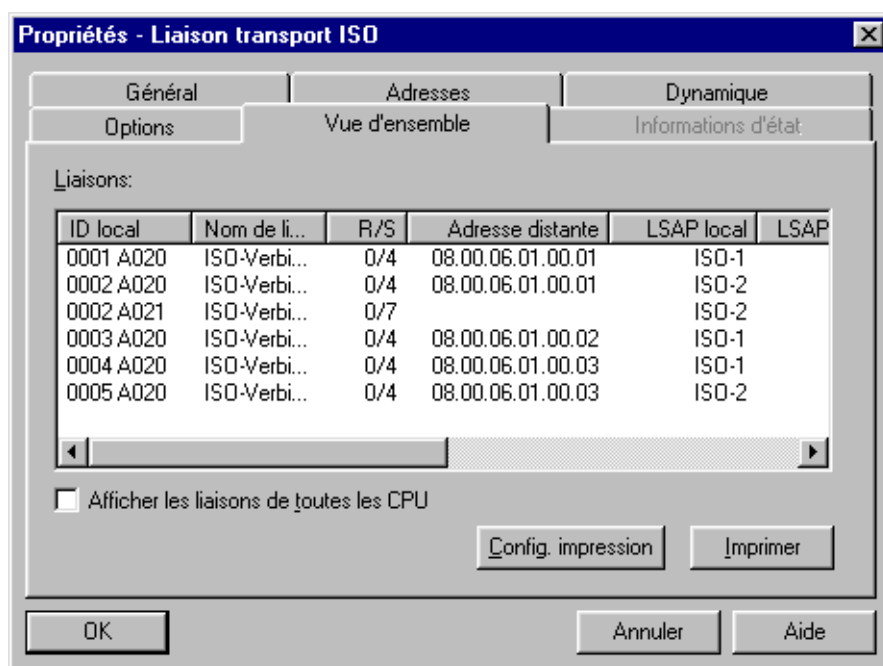 Propriétés - Liaison transport ISO
Général Adresses Dynamique
Options Vue d'ensemble Informations d'état
Liaisons:
ID local Nom de li... R/S Adresse distante LSAP local LSAP
0001 A020 ISO-Verbi... 0/4 08.00.06.01.00.01 ISO-1
0002 A020 ISO-Verbi... 0/4 08.00.06.01.00.01 ISO-2
0002 A021 ISO-Verbi... 0/7 ISO-2
0003 A020 ISO-Verbi... 0/4 08.00.06.01.00.02 ISO-1
0004 A020 ISO-Verbi... 0/4 08.00.06.01.00.03 ISO-1
0005 A020 ISO-Verbi... 0/4 08.00.06.01.00.03 ISO-2
Afficher les liaisons de toutes les CPU
Config. impression Imprimer
OK Annuler Aide